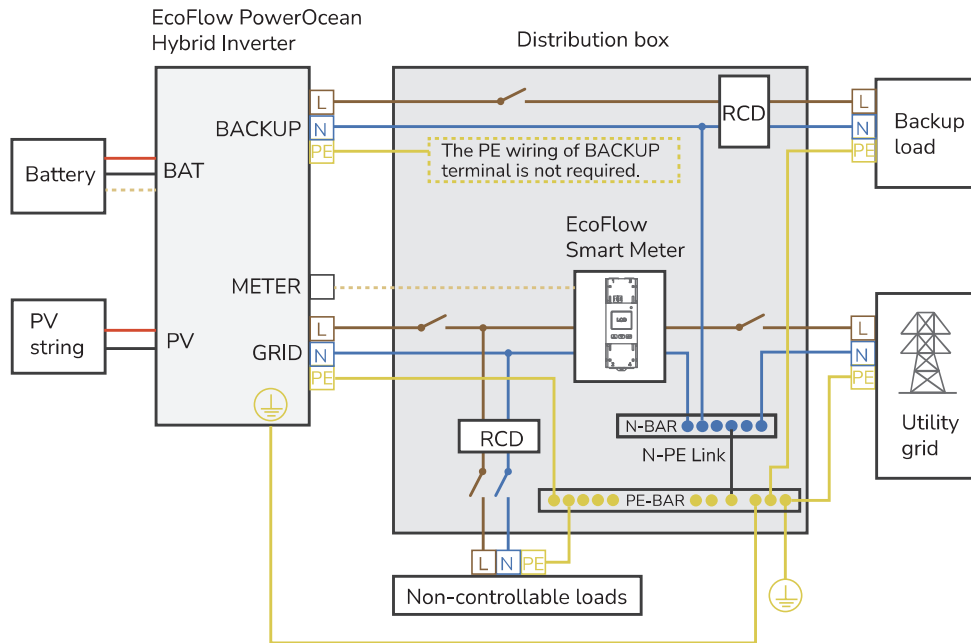 EcoFlow PowerOcean
Hybrid Inverter
Distribution box
L
BACKUP
N
PE
The PE wiring of BACKUP
terminal is not required.
RCD
L
N
PE
Backup
load
Battery
BAT
EcoFlow
Smart Meter
METER
PV
string
PV
L
GRID
N
PE
L
N
PE
Utility
grid
N-BAR
N-PE Link
RCD
PE-BAR
L
N
PE
Non-controllable loads